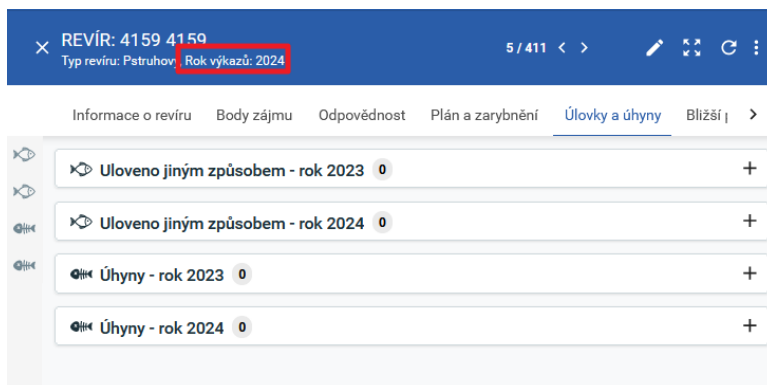 REVÍR: 4159 4159
Typ revíru: Pstruhový, Rok výkazů: 2024
5 / 411
Informace o revíru Body zájmu Odpovědnost Plán a zarybnění Úlovky a úhyny Bližší
Uloveno jiným způsobem - rok 2023 0
Uloveno jiným způsobem - rok 2024 0
Úhyny - rok 2023 0
Úhyny - rok 2024 0